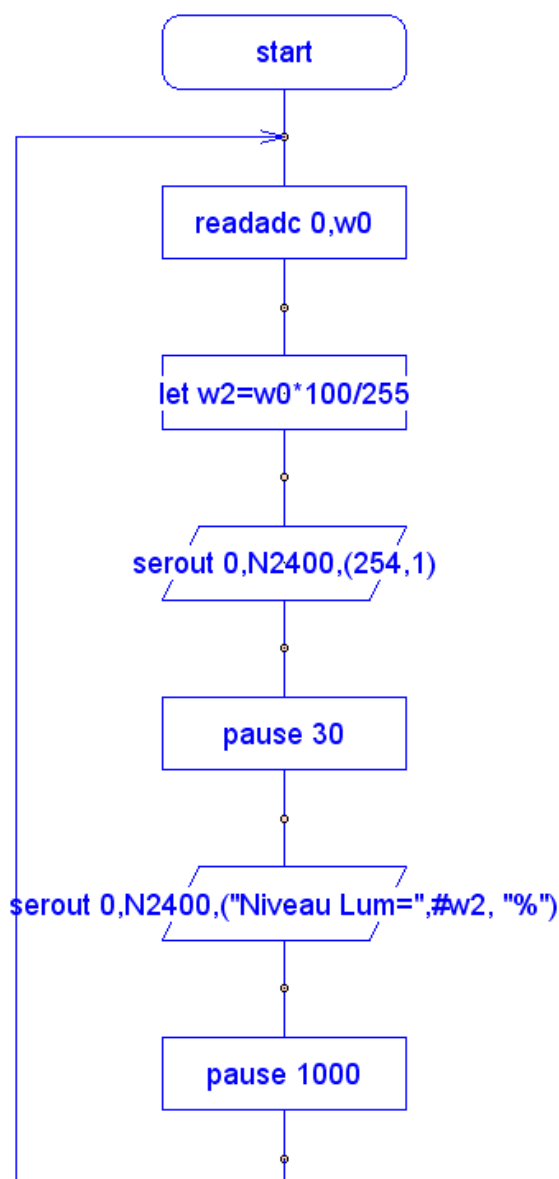 start
readadc 0,w0
let w2=w0*100/255
serout 0,N2400,(254,1)
pause 30
serout 0,N2400,("Niveau Lum=",#w2, "%")
pause 1000